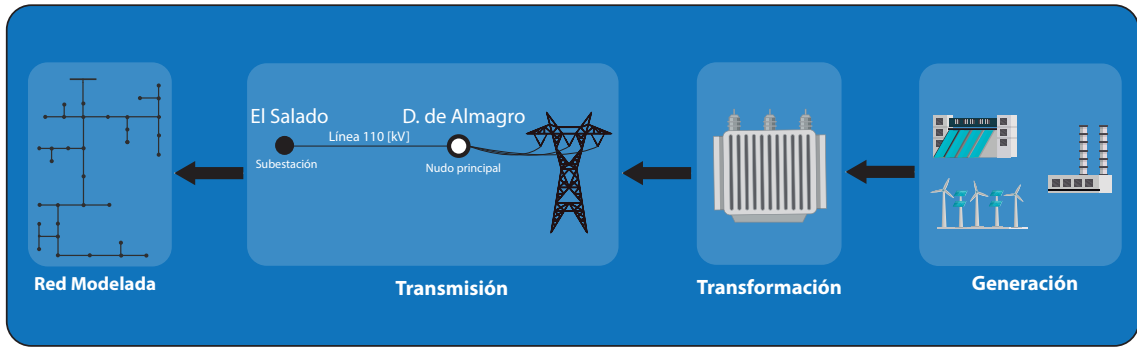 El Salado
D. de Almagro
Línea 110 [kV]
Subestación
Nudo principal
Red Modelada
Transmisión
Transformación
Generación